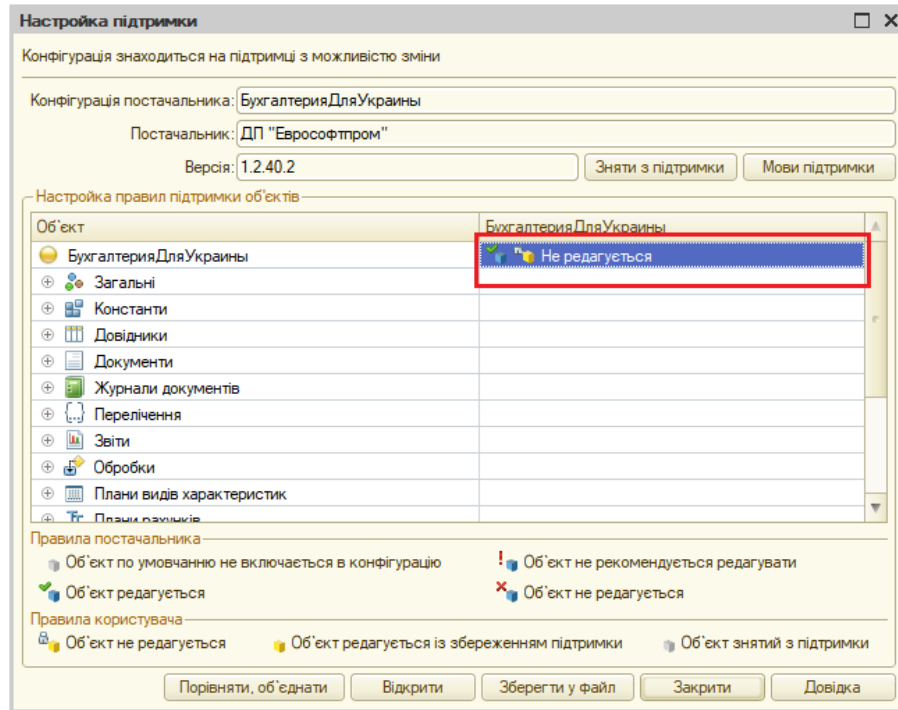 Настройка підтримки
Конфігурація знаходиться на підтримці з можливістю зміни
Конфігурація постачальника: БухгалтерияДляУкраины
Постачальник: ДП "Еврософтпром"
Версія: 1.2.40.2 Зняти з підтримки Мови підтримки
Настройка правил підтримки об'єктів
Об`єкт БухгалтерияДляУкраины
БухгалтерияДляУкраины Не редагується
Загальні
Константи
Довідники
Документи
Журнали документів
Перелічення
Звіти
Обробки
Плани видів характеристик
Плани рахунків
Правила постачальника
Об`єкт по умовчанню не включається в конфігурацію Об`єкт не рекомендується редагувати
Об`єкт редагується Об`єкт не редагується
Правила користувача
Об`єкт не редагується Об`єкт редагується із збереженням підтримки Об`єкт знятий з підтримки
Порівняти, об`єднати Відкрити Зберегти у файл Закрити Довідка